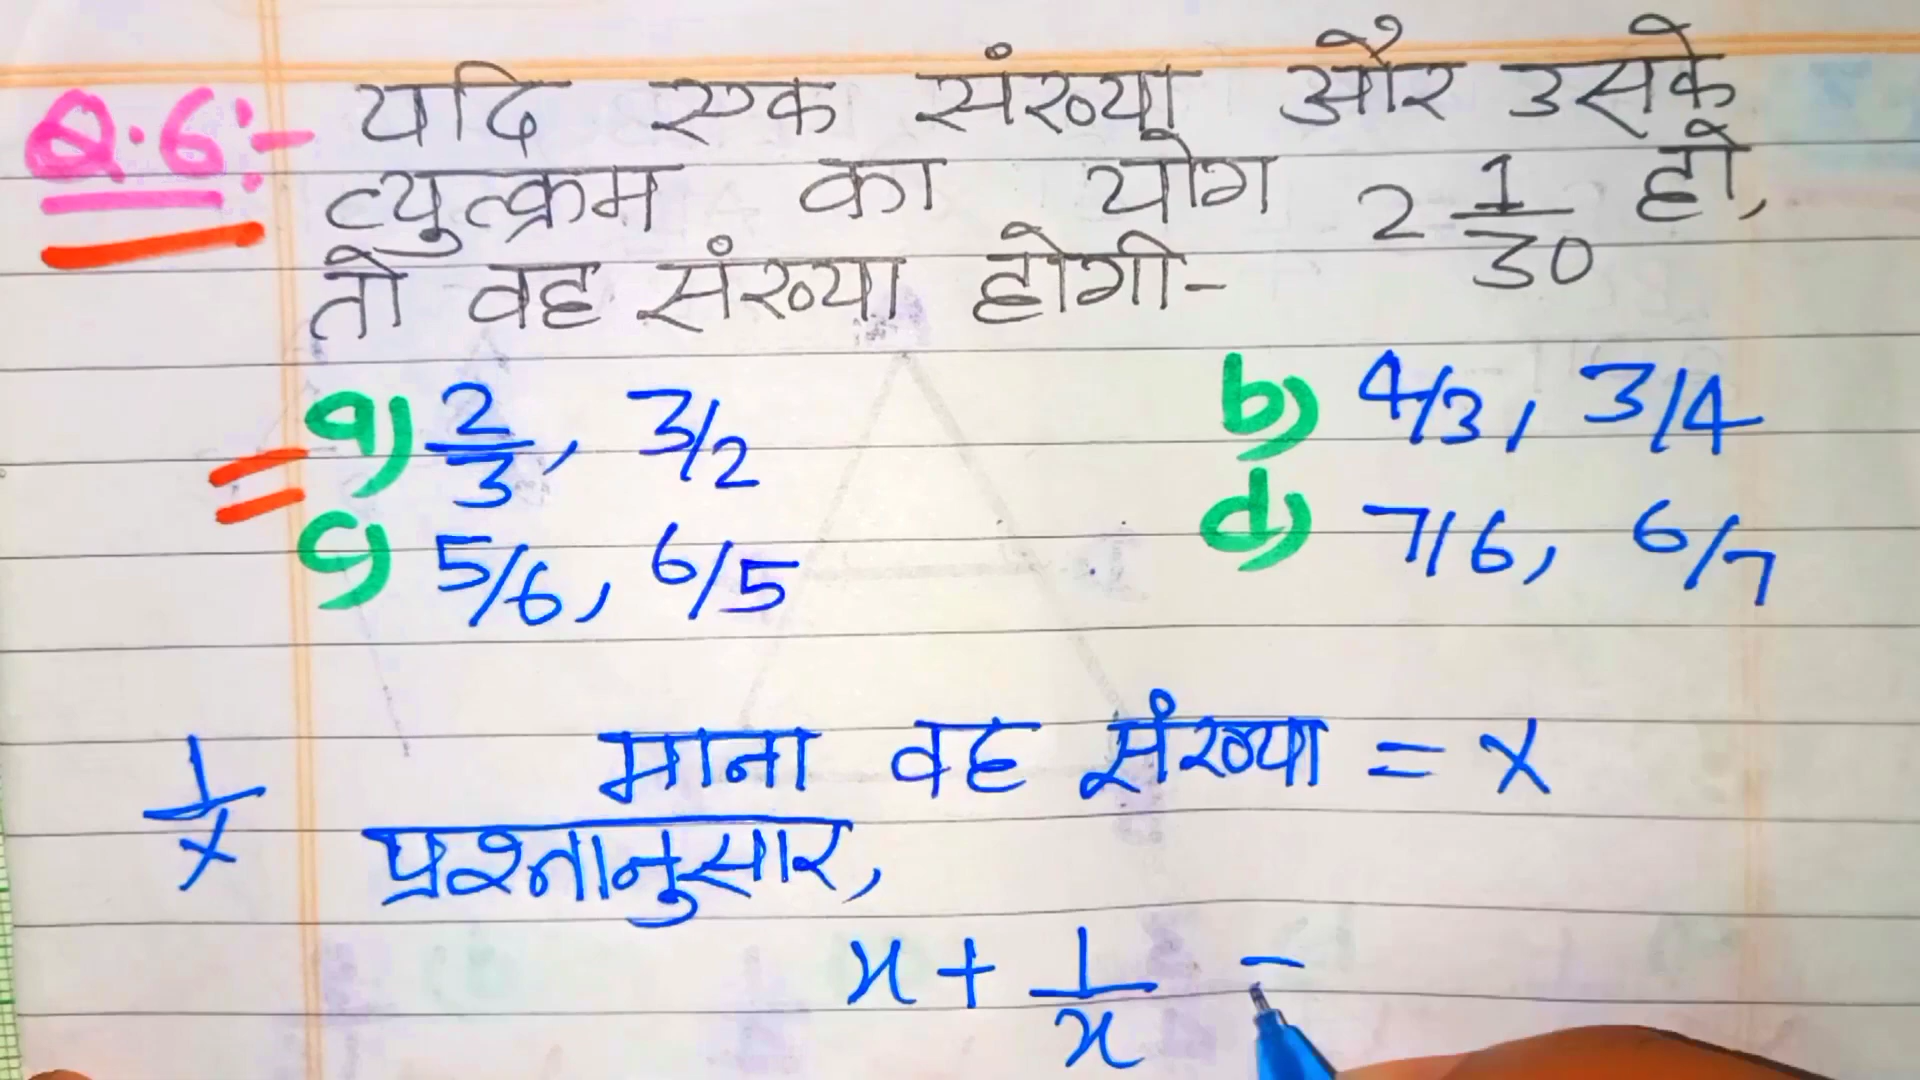 Q.6:- यदि एक संख्या और उसके
व्युत्क्रम का योग 2 1/30 हो,
तो वह संख्या होगी-
a) 2/3, 3/2 b) 4/3, 3/4
c) 5/6, 6/5 d) 7/6, 6/7
माना वह संख्या = x
1/x
प्रश्नानुसार,
x + 1/x =